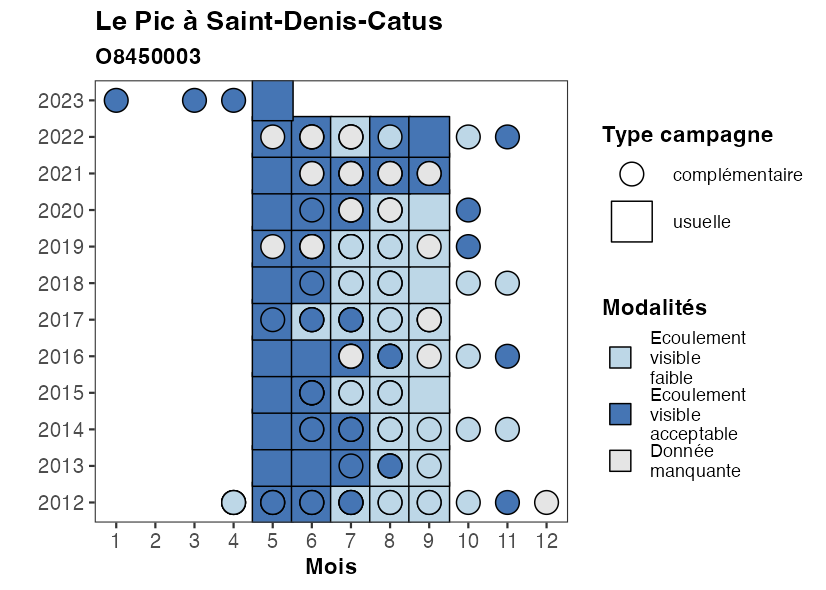 Le Pic à Saint-Denis-Catus
O8450003
2023
2022
2021
2020
2019
2018
2017
2016
2015
2014
2013
2012
1 2 3 4 5 6 7 8 9 10 11 12
Mois
Type campagne
complémentaire
usuelle
Modalités
Ecoulement
visible
faible
Ecoulement
visible
acceptable
Donnée
manquante